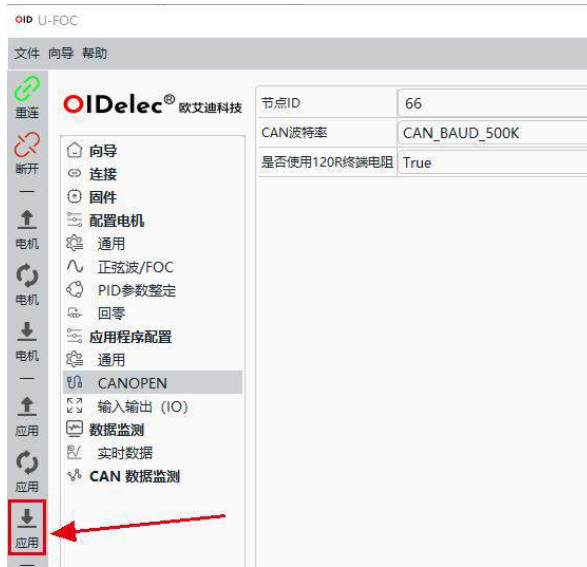 OID U-FOC
文件 向导 帮助
重连
断开
电机
电机
电机
应用
应用
应用
OIDelec® 欧艾迪科技
向导
连接
固件
配置电机
通用
正弦波/FOC
PID参数整定
回零
应用程序配置
通用
CANOPEN
输入输出 (IO)
数据监测
实时数据
CAN 数据监测
节点ID 66
CAN波特率 CAN_BAUD_500K
是否使用120R终端电阻 True